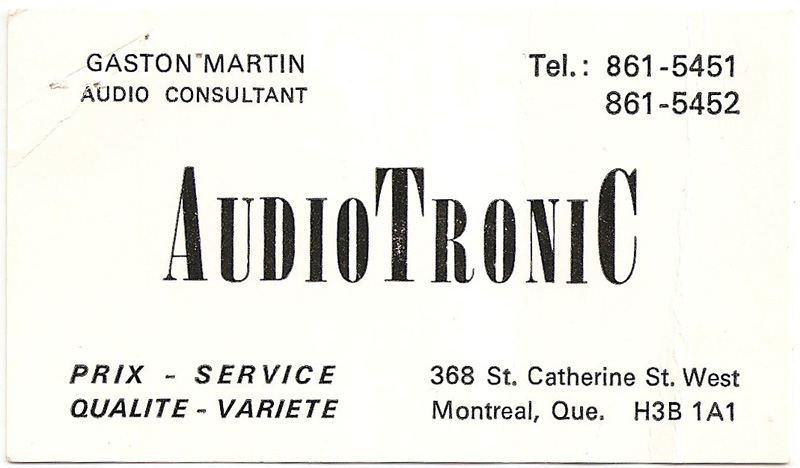 GASTON MARTIN
AUDIO CONSULTANT
Tel.: 861-5451
861-5452
AUDIOTRONIC
PRIX - SERVICE
QUALITE - VARIETE
368 St. Catherine St. West
Montreal, Que. H3B 1A1